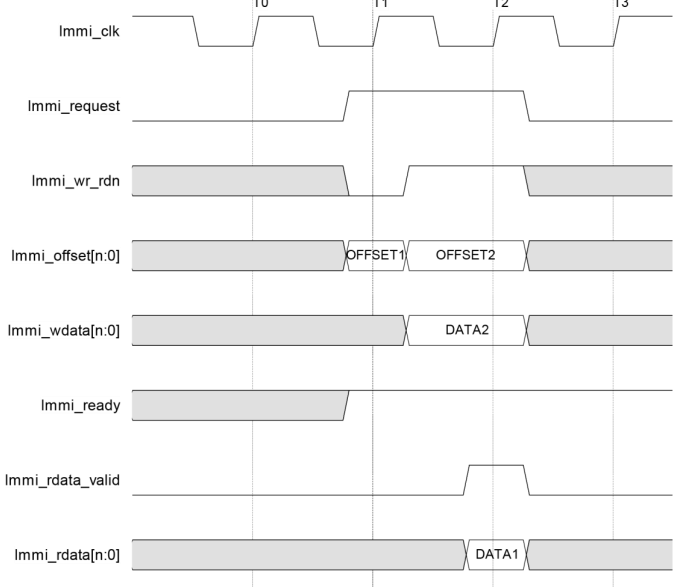 T0 T1 T2 T3
lmmi_clk
lmmi_request
lmmi_wr_rdn
lmmi_offset[n:0] OFFSET1 OFFSET2
lmmi_wdata[n:0] DATA2
lmmi_ready
lmmi_rdata_valid
lmmi_rdata[n:0] DATA1